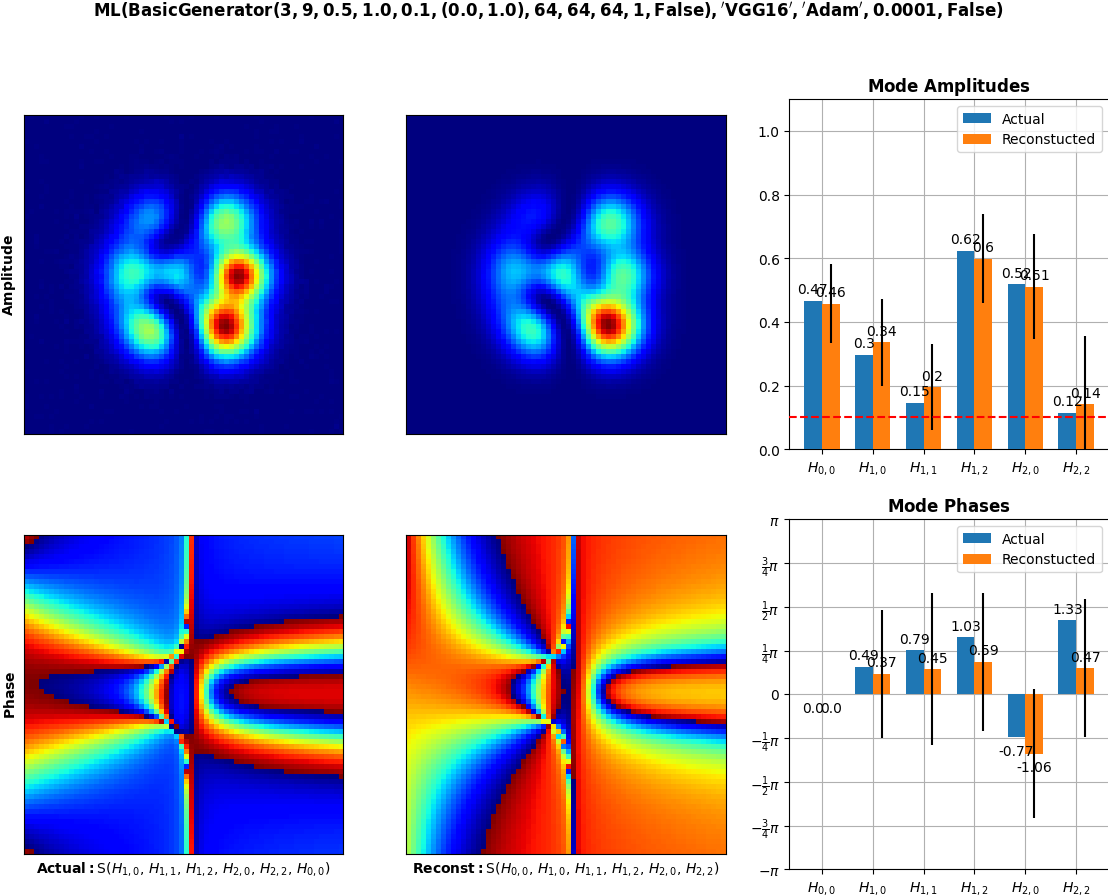 ML(BasicGenerator(3, 9, 0.5, 1.0, 0.1, (0.0, 1.0), 64, 64, 64, 1, False), ′VGG16′, ′Adam′, 0.0001, False)
Amplitude
Mode Amplitudes
Actual
Reconstucted
1.0
0.8
0.6
0.4
0.2
0.0
0.47 0.46 0.3 0.34 0.15 0.2 0.62 0.6 0.52 0.51 0.12 0.14
H0,0 H1,0 H1,1 H1,2 H2,0 H2,2
Phase
Actual: S(H1,0, H1,1, H1,2, H2,0, H2,2, H0,0)
Reconst: S(H0,0, H1,0, H1,1, H1,2, H2,0, H2,2)
Mode Phases
Actual
Reconstucted
π
3/4π
1/2π
1/4π
0
−1/4π
−1/2π
−3/4π
−π
0.0 0.0 0.49 0.37 0.79 0.45 1.03 0.59 -0.77 -1.06 1.33 0.47
H0,0 H1,0 H1,1 H1,2 H2,0 H2,2